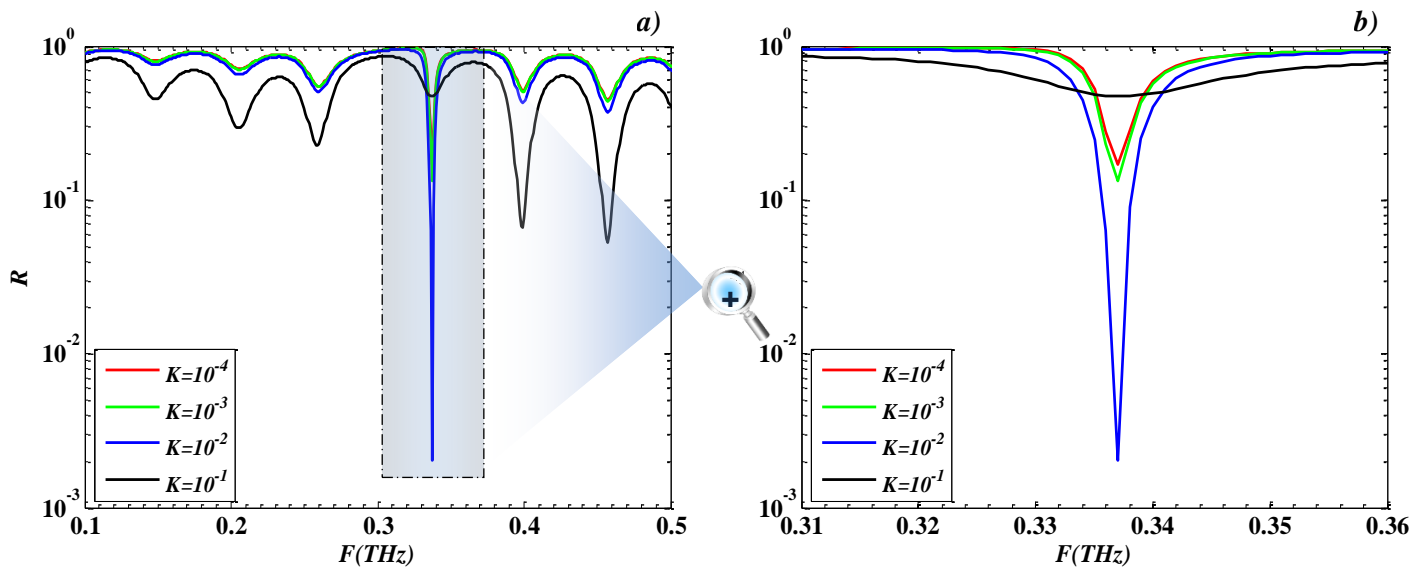 a)
b)
10^0
10^-1
10^-2
10^-3
R
K=10^-4
K=10^-3
K=10^-2
K=10^-1
0.1 0.2 0.3 0.4 0.5
F(THz)
10^0
10^-1
10^-2
10^-3
K=10^-4
K=10^-3
K=10^-2
K=10^-1
0.31 0.32 0.33 0.34 0.35 0.36
F(THz)